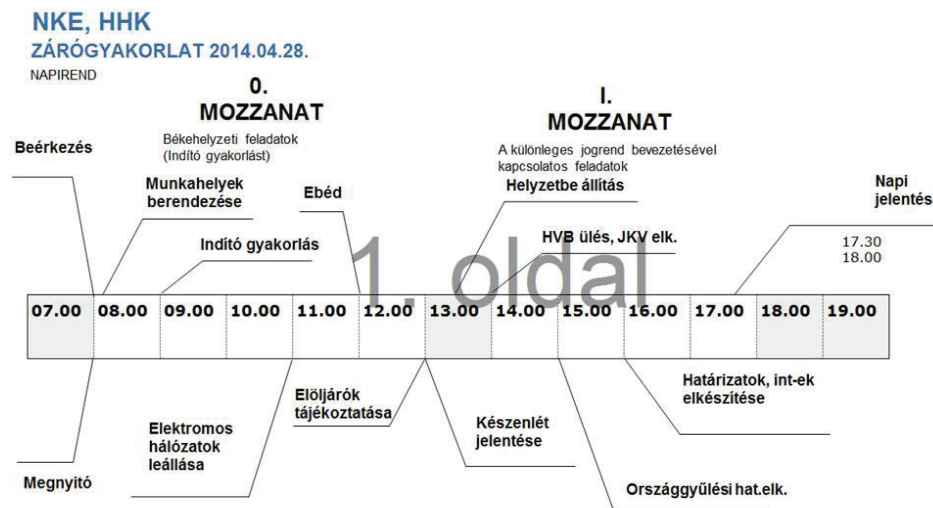 NKE, HHK
ZÁRÓGYAKORLAT 2014.04.28.
NAPIREND
0.
MOZZANAT
Békehelyzeti feladatok
(Indító gyakorlást)
I.
MOZZANAT
A különleges jogrend bevezetésével
kapcsolatos feladatok
Beérkezés
Munkahelyek
berendezése
Indító gyakorlás
Ebéd
Helyzetbe állítás
HVB ülés, JKV elk.
Napi
jelentés
17.30
18.00
1. oldal
07.00 08.00 09.00 10.00 11.00 12.00 13.00 14.00 15.00 16.00 17.00 18.00 19.00
Megnyitó
Elektromos
hálózatok
leállása
Elöljárók
tájékoztatása
Készenlét
jelentése
Országgyűlési hat.elk.
Határizatok, int-ek
elkészítése